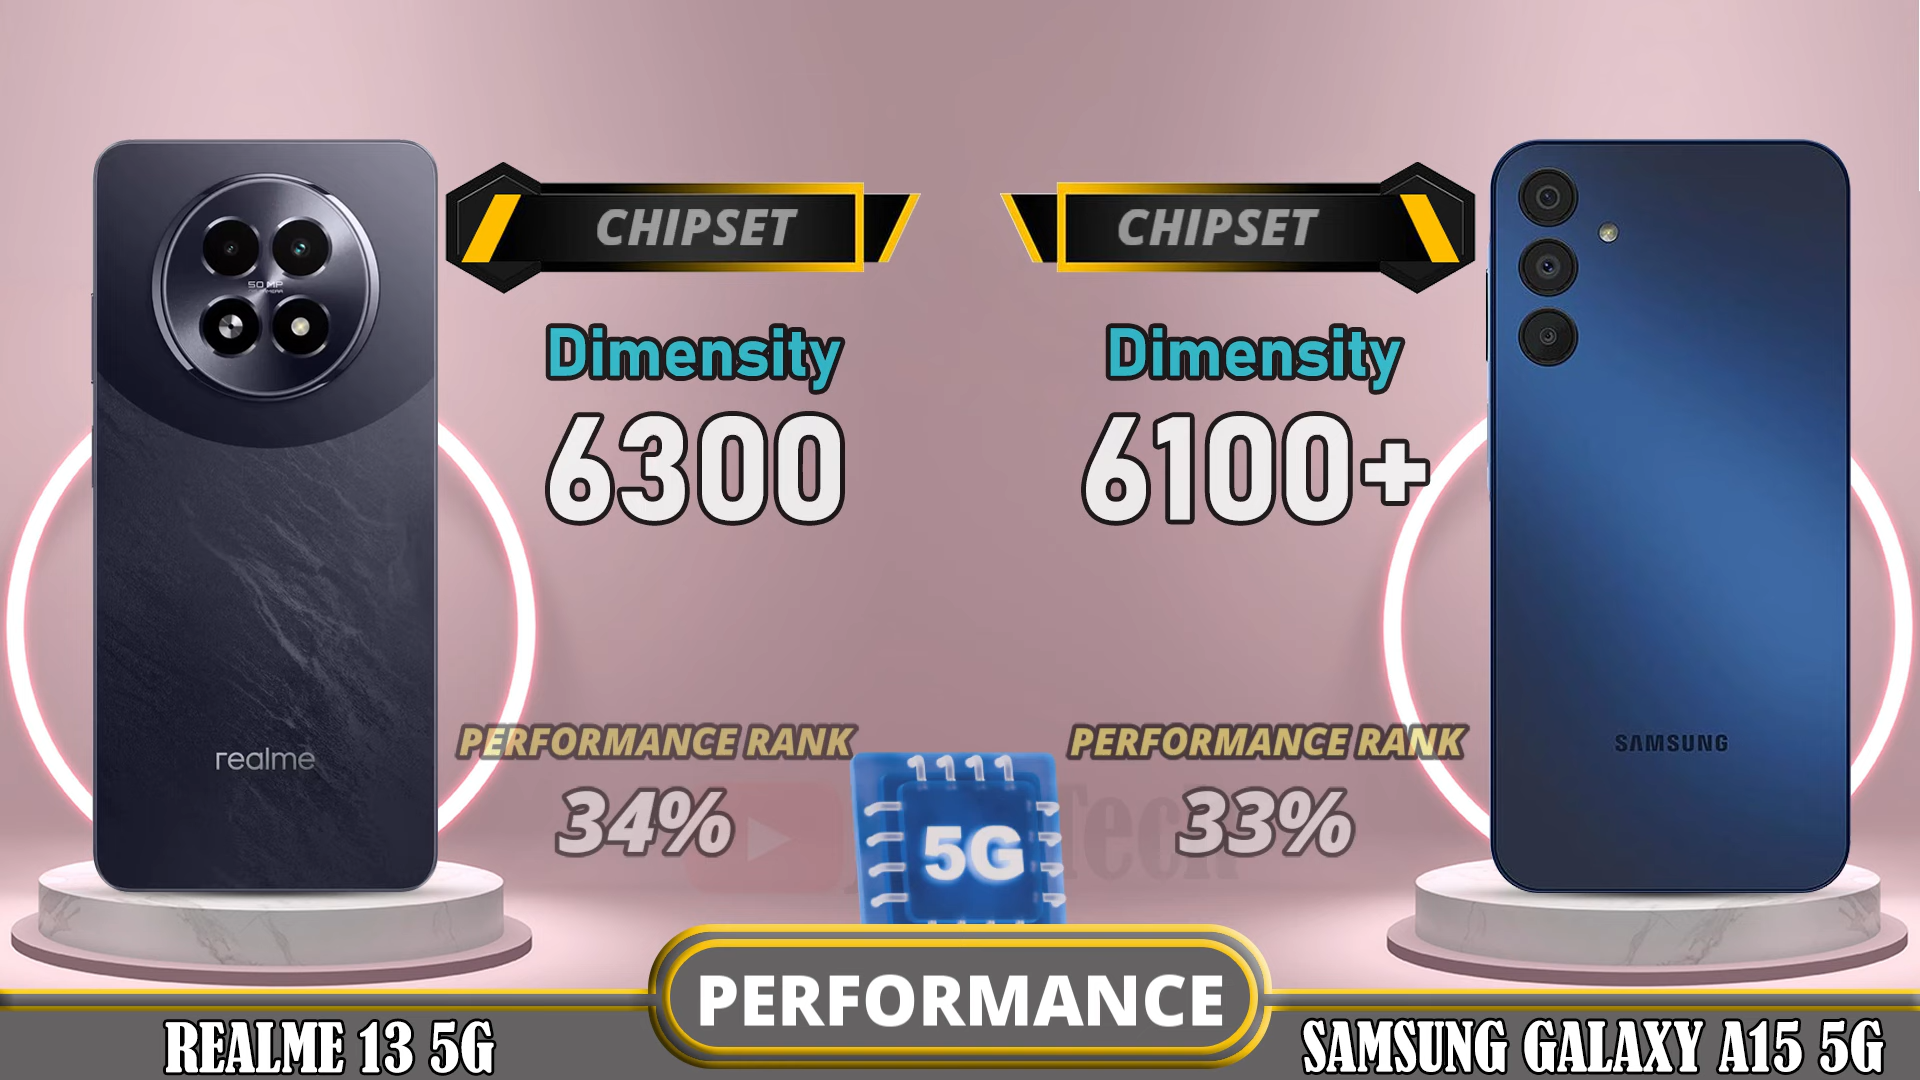 CHIPSET
CHIPSET
Dimensity
6300
Dimensity
6100+
50 MP
realme
SAMSUNG
PERFORMANCE RANK
34%
PERFORMANCE RANK
33%
5G
Tech
PERFORMANCE
REALME 13 5G
SAMSUNG GALAXY A15 5G